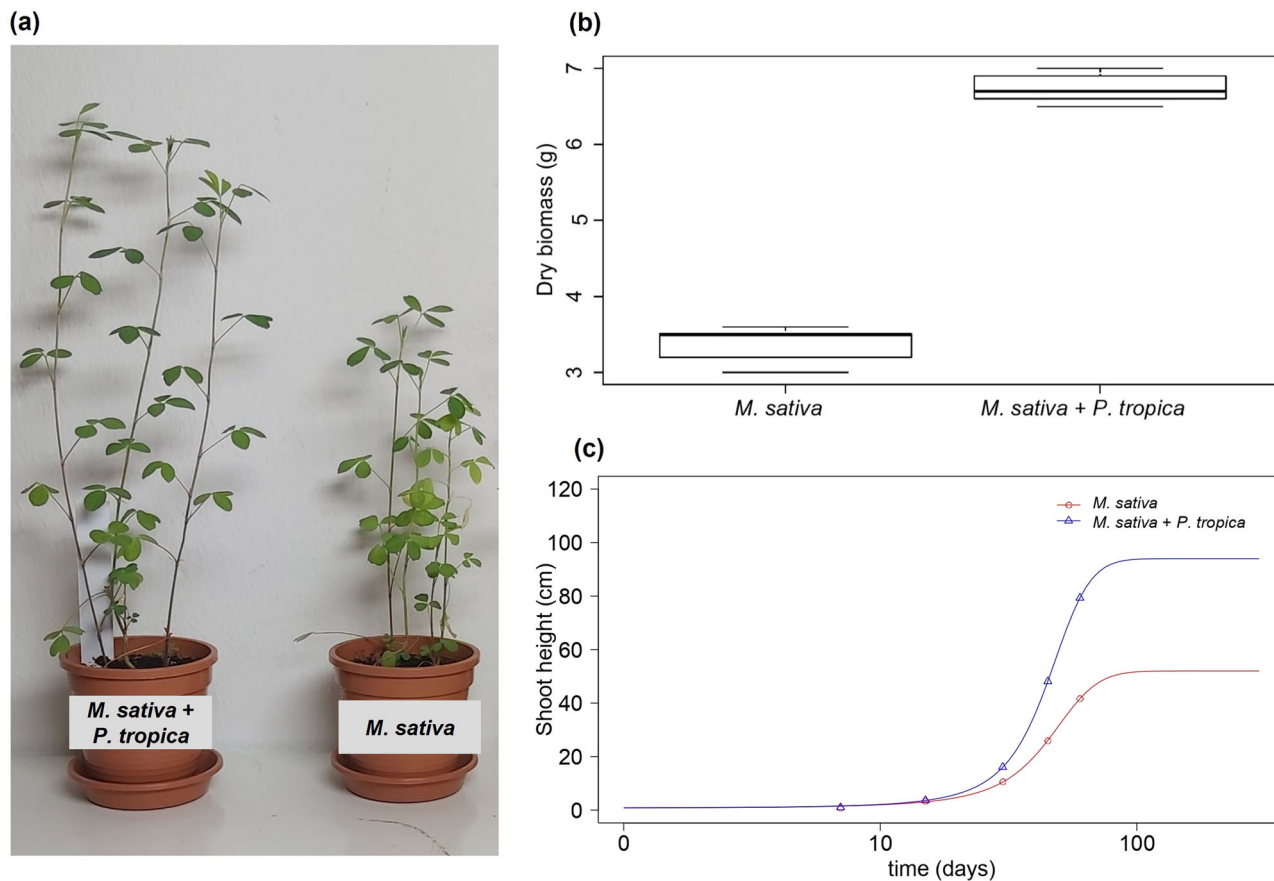 (a)
M. sativa +
P. tropica
M. sativa
(b)
Dry biomass (g)
7
6
5
4
3
M. sativa
M. sativa + P. tropica
(c)
Shoot height (cm)
120
100
80
60
40
20
0
M. sativa
M. sativa + P. tropica
0
10
100
time (days)